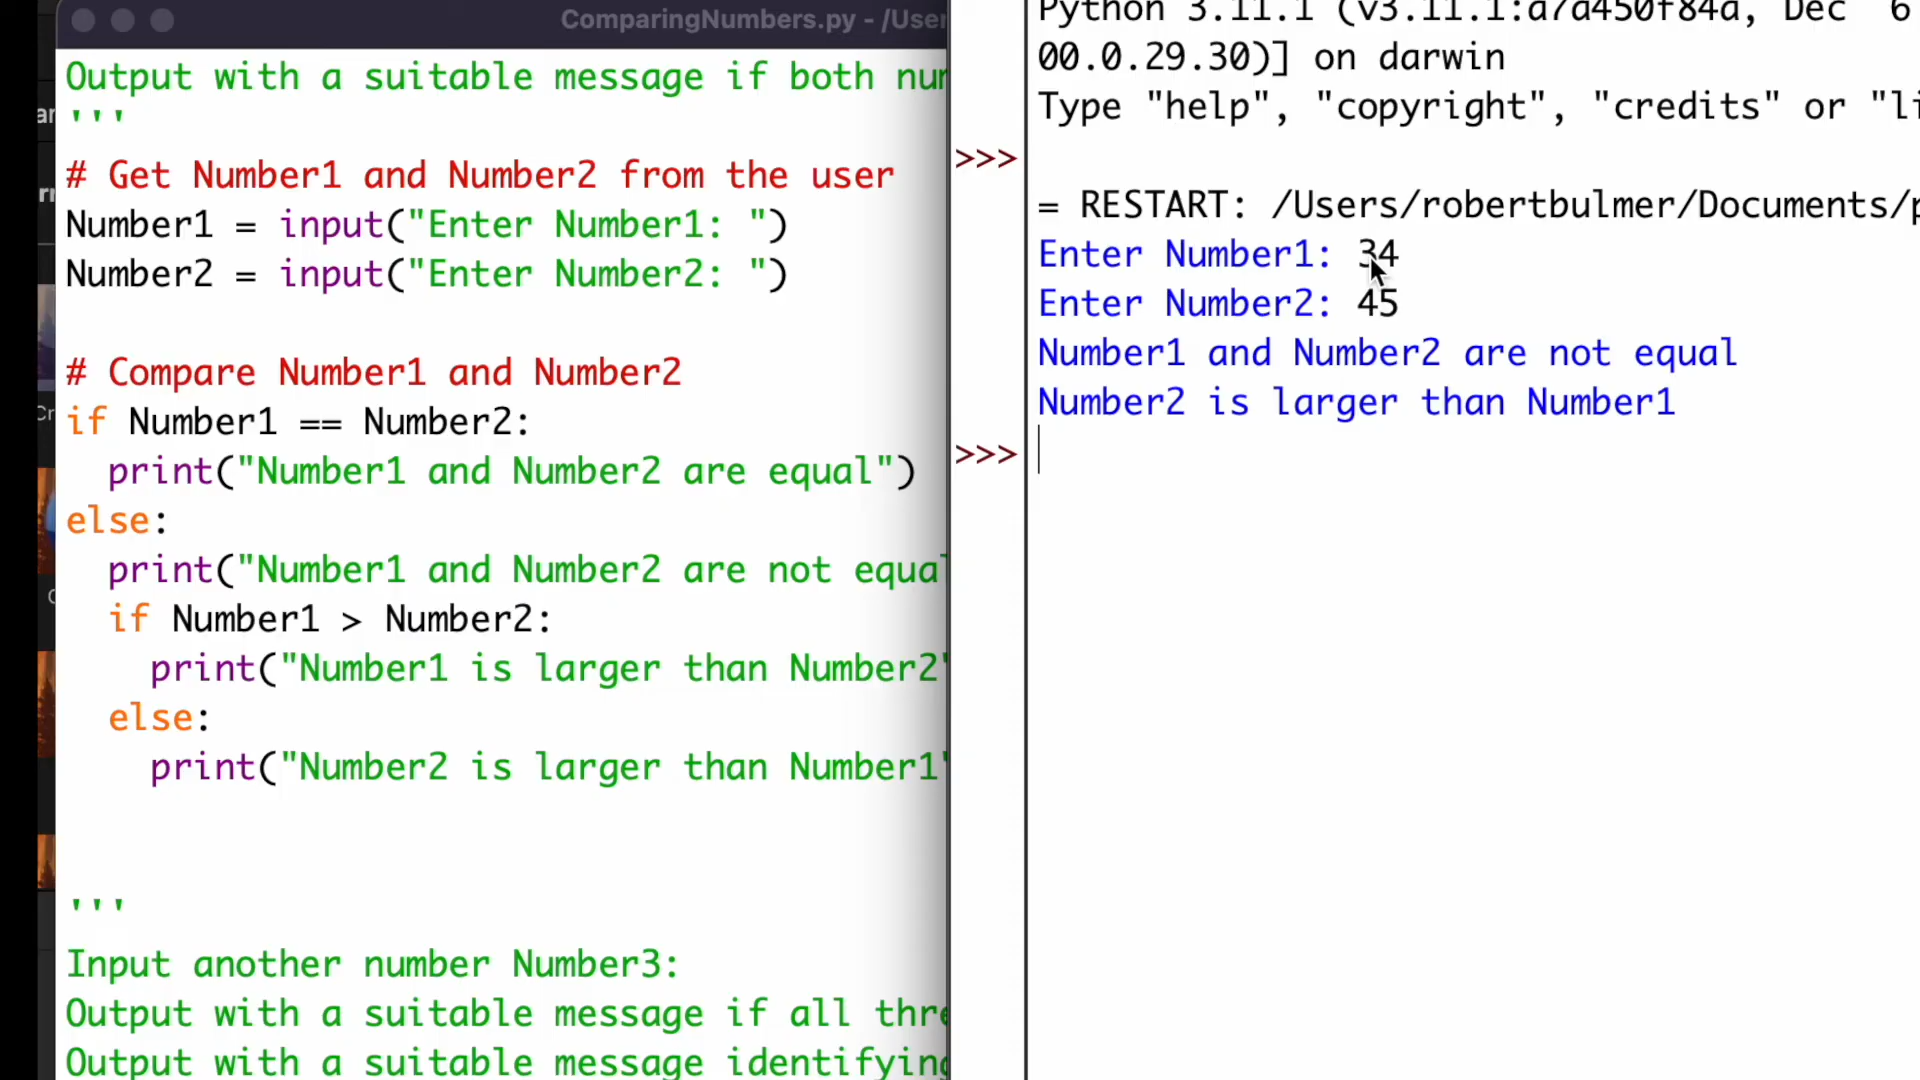 ComparingNumbers.py - /User
Output with a suitable message if both num
'''
# Get Number1 and Number2 from the user
Number1 = input("Enter Number1: ")
Number2 = input("Enter Number2: ")
# Compare Number1 and Number2
if Number1 == Number2:
print("Number1 and Number2 are equal")
else:
print("Number1 and Number2 are not equal
if Number1 > Number2:
print("Number1 is larger than Number2"
else:
print("Number2 is larger than Number1"
'''
Input another number Number3:
Output with a suitable message if all thre
Output with a suitable message identifying
Python 3.11.1 (v3.11.1:a7a450f84a, Dec 6
00.0.29.30)] on darwin
Type "help", "copyright", "credits" or "li
>>>
= RESTART: /Users/robertbulmer/Documents/p
Enter Number1: 34
Enter Number2: 45
Number1 and Number2 are not equal
Number2 is larger than Number1
>>>